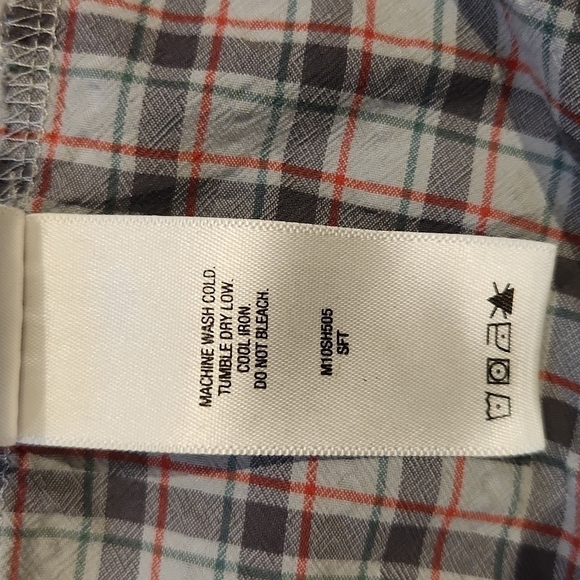 MACHINE WASH COLD.
TUMBLE DRY LOW.
COOL IRON.
DO NOT BLEACH.
M10SH505
SFT